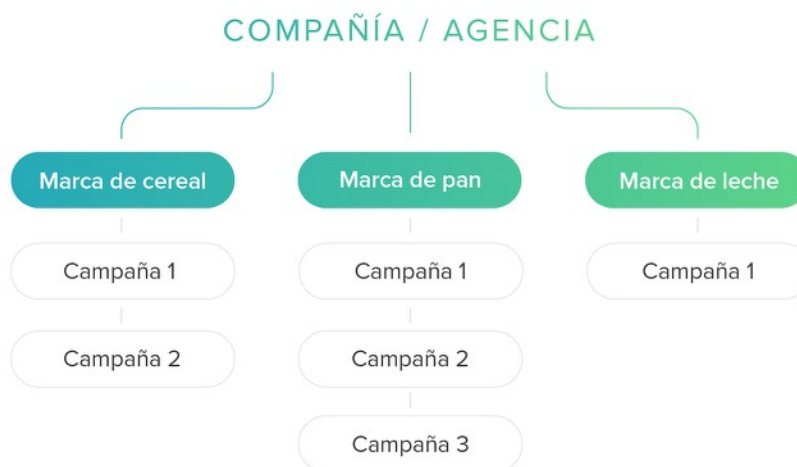 COMPAÑÍA / AGENCIA
Marca de cereal
Campaña 1
Campaña 2
Marca de pan
Campaña 1
Campaña 2
Campaña 3
Marca de leche
Campaña 1